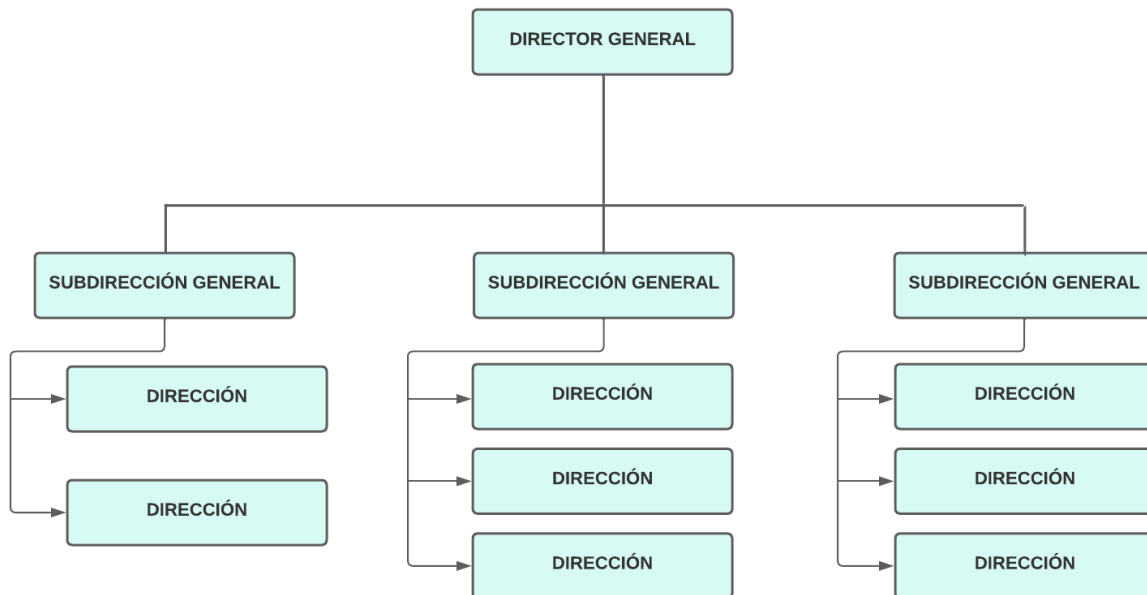 DIRECTOR GENERAL
SUBDIRECCIÓN GENERAL
SUBDIRECCIÓN GENERAL
SUBDIRECCIÓN GENERAL
DIRECCIÓN
DIRECCIÓN
DIRECCIÓN
DIRECCIÓN
DIRECCIÓN
DIRECCIÓN
DIRECCIÓN
DIRECCIÓN